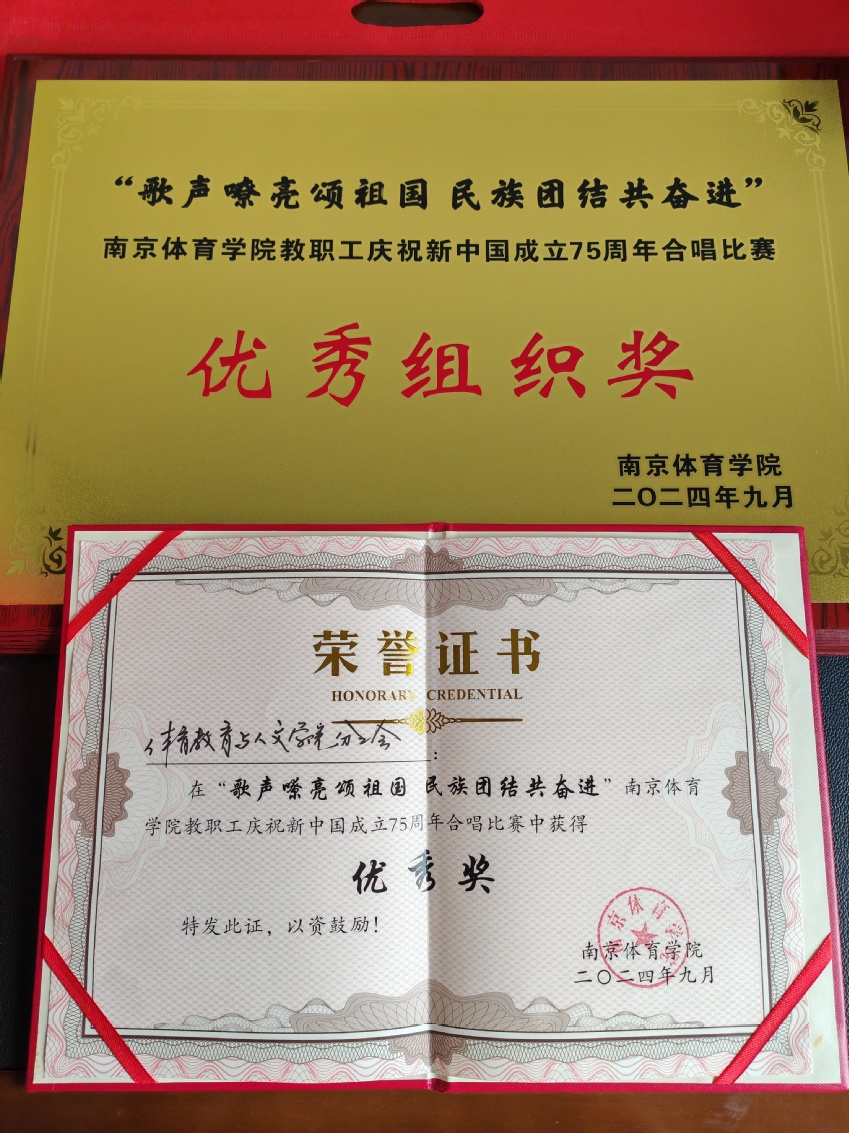 “歌声嘹亮颂祖国 民族团结共奋进”
南京体育学院教职工庆祝新中国成立75周年合唱比赛
优秀组织奖
南京体育学院
二〇二四年九月
荣誉证书
HONORARY CREDENTIAL
体育教育与人文学院分工会：
在“歌声嘹亮颂祖国 民族团结共奋进”南京体育
学院教职工庆祝新中国成立75周年合唱比赛中获得
优秀奖
特发此证，以资鼓励！
南京体育学院
南京体育学院
二〇二四年九月